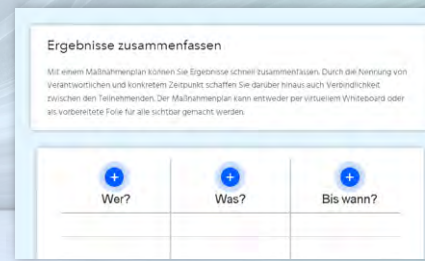 Ergebnisse zusammenfassen
Mit einem Maßnahmenplan können Sie Ergebnisse schnell zusammenfassen. Durch die Nennung von
Verantwortlichen und konkretem Zeitpunkt schaffen Sie darüber hinaus auch Verbindlichkeit
zwischen den Teilnehmenden. Der Maßnahmenplan kann entweder per virtuellem Whiteboard oder
als vorbereitete Folie für alle sichtbar gemacht werden.
Wer? Was? Bis wann?